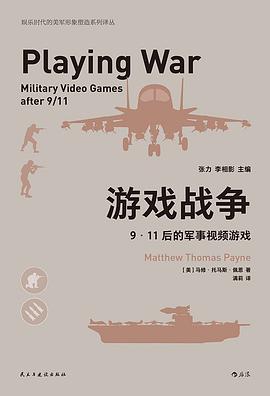 娱乐时代的美军形象塑造系列译丛
Playing War
Military Video Games
after 9/11
张力 李相影 主编
游戏战争
9·11后的军事视频游戏
Matthew Thomas Payne
[美]马修·托马斯·佩恩 著
满莉 译
民主与建设出版社
后浪